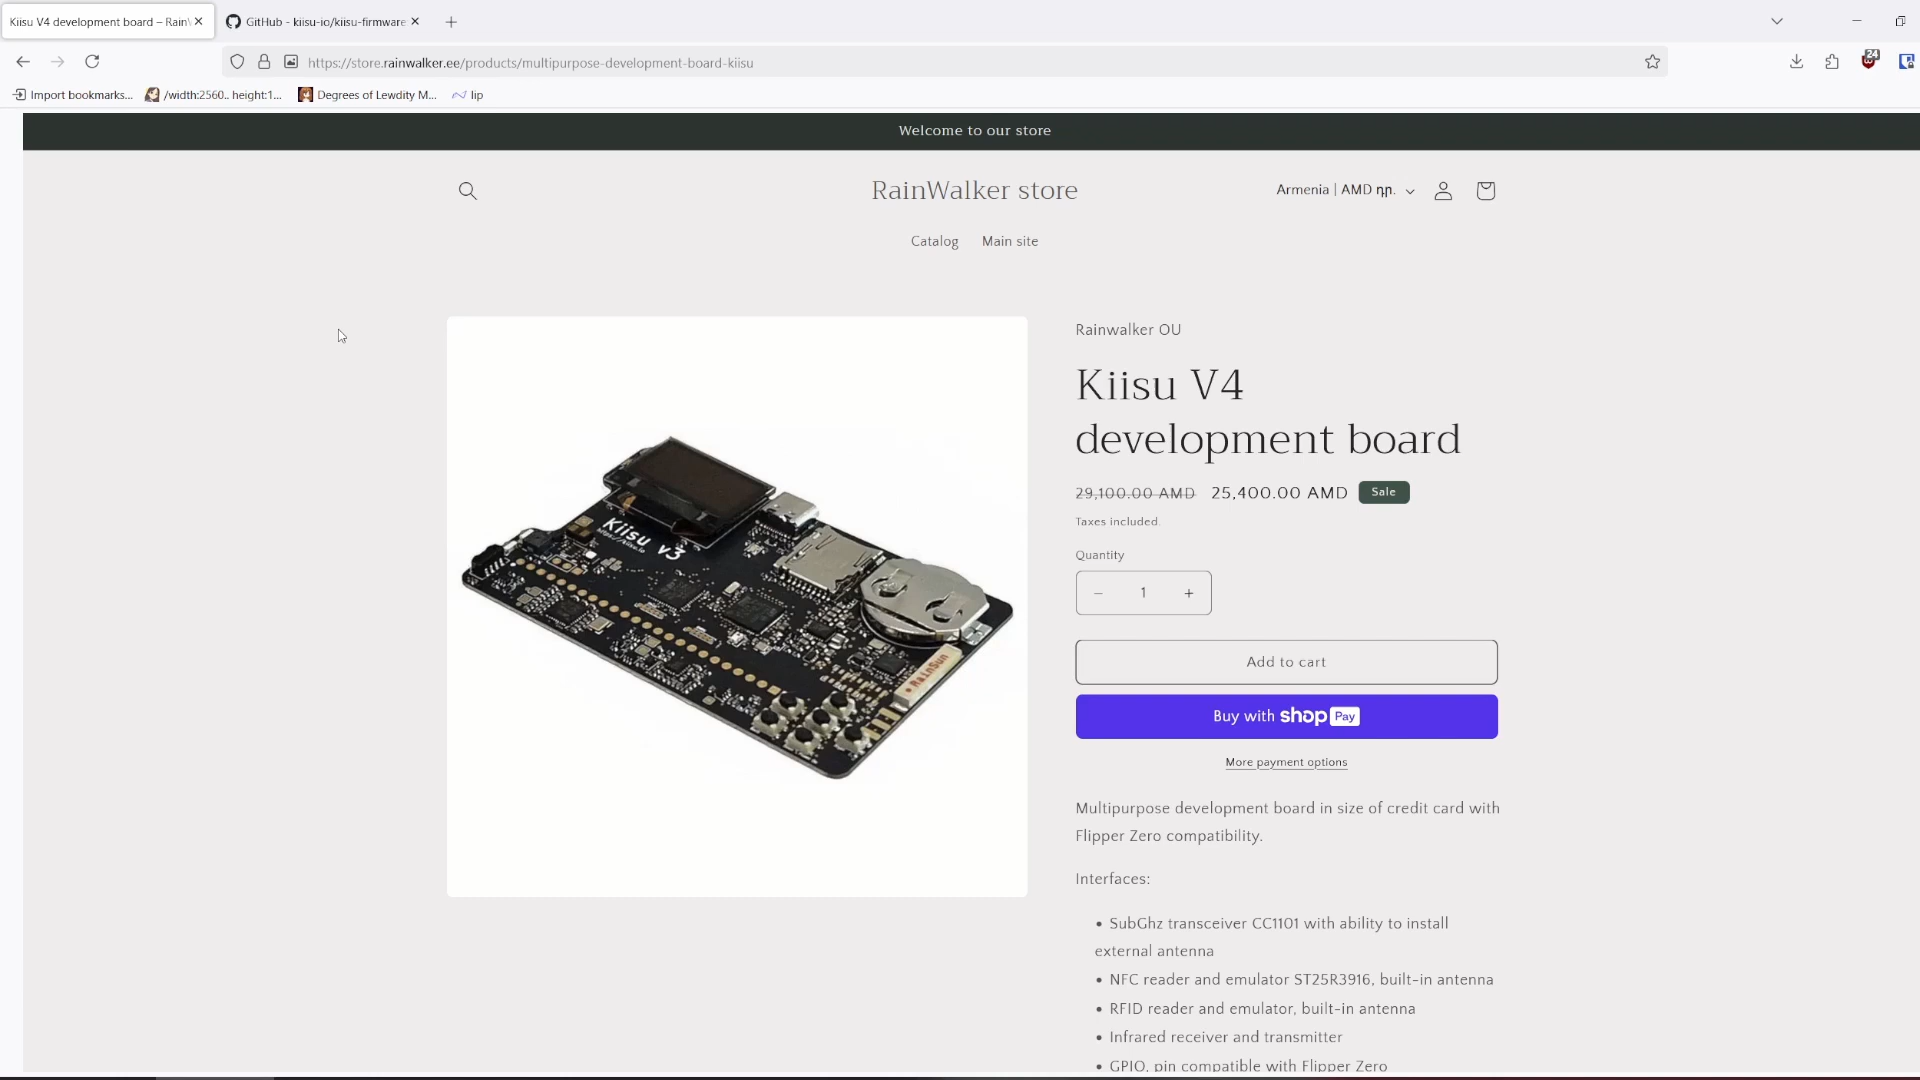 Kiisu V4 development board – Rain\
GitHub - kiisu-io/kiisu-firmware
https://store.rainwalker.ee/products/multipurpose-development-board-kiisu
24
Import bookmarks...
/width:2560.. height:1...
Degrees of Lewdity M...
lip
Welcome to our store
RainWalker store
Armenia | AMD դր.
Catalog
Main site
Rainwalker OU
Kiisu V4
development board
29,100.00 AMD 25,400.00 AMD Sale
Taxes included.
Quantity
− 1 +
Add to cart
Buy with shop Pay
More payment options
Multipurpose development board in size of credit card with
Flipper Zero compatibility.
Interfaces:
• SubGhz transceiver CC1101 with ability to install
external antenna
• NFC reader and emulator ST25R3916, built-in antenna
• RFID reader and emulator, built-in antenna
• Infrared receiver and transmitter
• GPIO, pin compatible with Flipper Zero
Kiisu v3
https://kiisu.io
RainSun